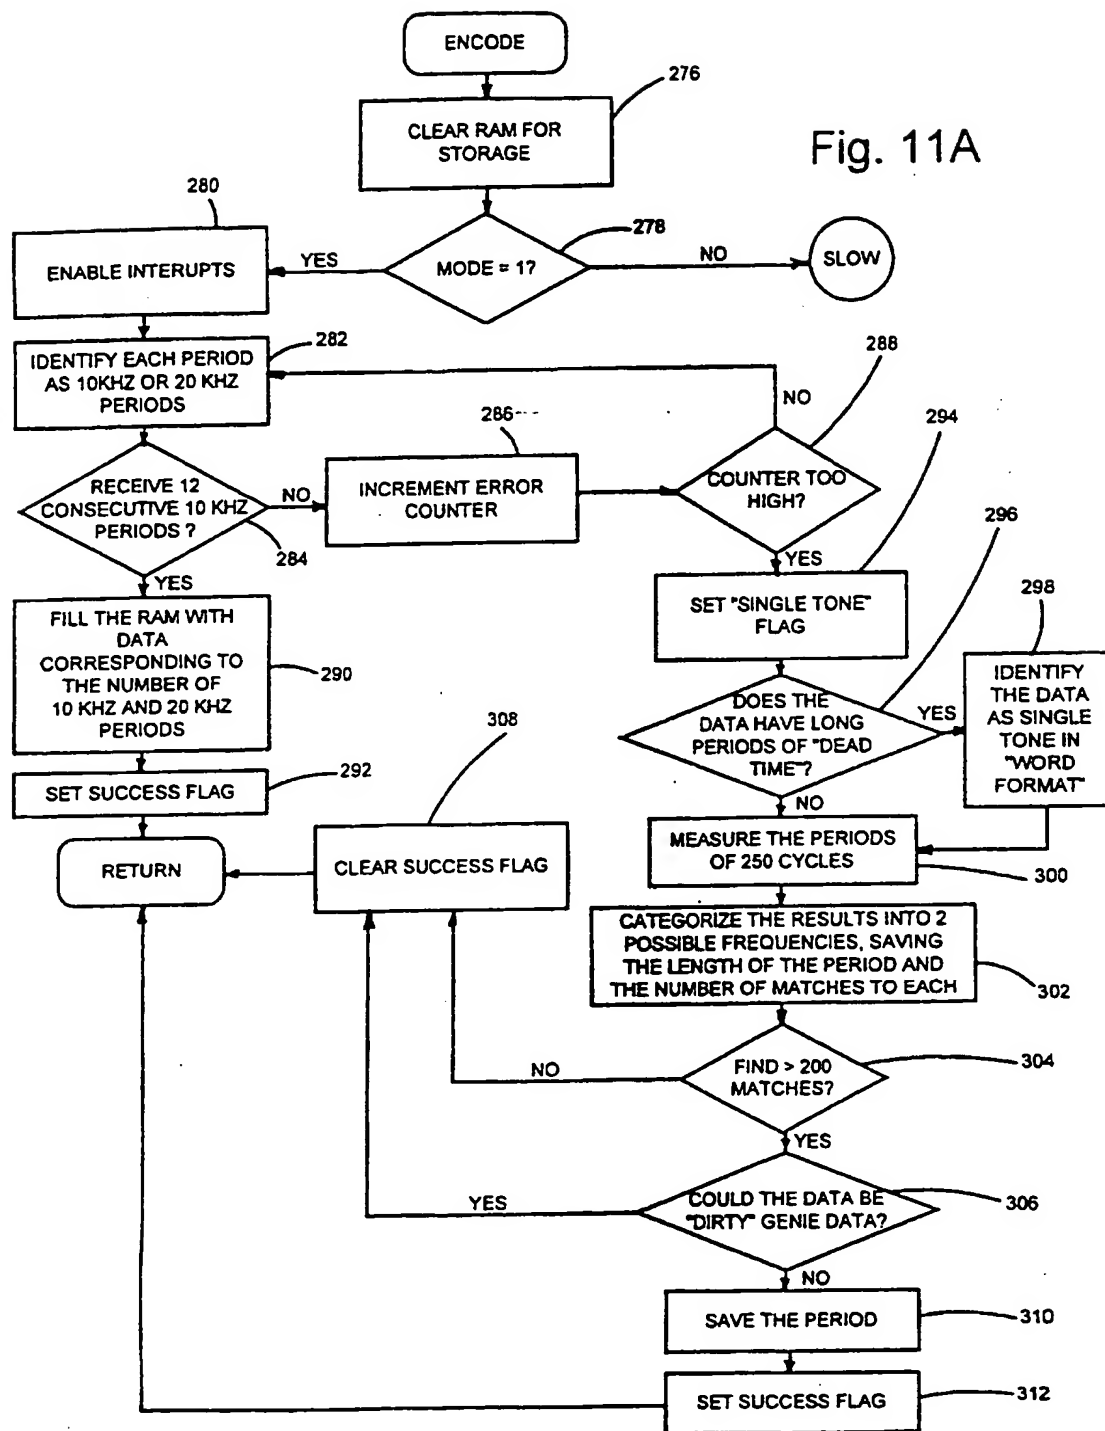 ENCODE
276
CLEAR RAM FOR
STORAGE
Fig. 11A
280
278
ENABLE INTERUPTS
YES
MODE = 1?
NO
SLOW
282
IDENTIFY EACH PERIOD
AS 10KHZ OR 20 KHZ
PERIODS
288
NO
286
294
RECEIVE 12
CONSECUTIVE 10 KHZ
PERIODS ?
NO
INCREMENT ERROR
COUNTER
COUNTER TOO
HIGH?
284
296
YES
YES
298
FILL THE RAM WITH
DATA
CORRESPONDING TO
THE NUMBER OF
10 KHZ AND 20 KHZ
PERIODS
290
SET "SINGLE TONE"
FLAG
IDENTIFY
THE DATA
AS SINGLE
TONE IN
"WORD
FORMAT"
308
DOES THE
DATA HAVE LONG
PERIODS OF "DEAD
TIME"?
YES
292
SET SUCCESS FLAG
NO
RETURN
CLEAR SUCCESS FLAG
MEASURE THE PERIODS
OF 250 CYCLES
300
CATEGORIZE THE RESULTS INTO 2
POSSIBLE FREQUENCIES, SAVING
THE LENGTH OF THE PERIOD AND
THE NUMBER OF MATCHES TO EACH
302
NO
FIND > 200
MATCHES?
304
YES
YES
COULD THE DATA BE
"DIRTY" GENIE DATA?
306
NO
SAVE THE PERIOD
310
SET SUCCESS FLAG
312